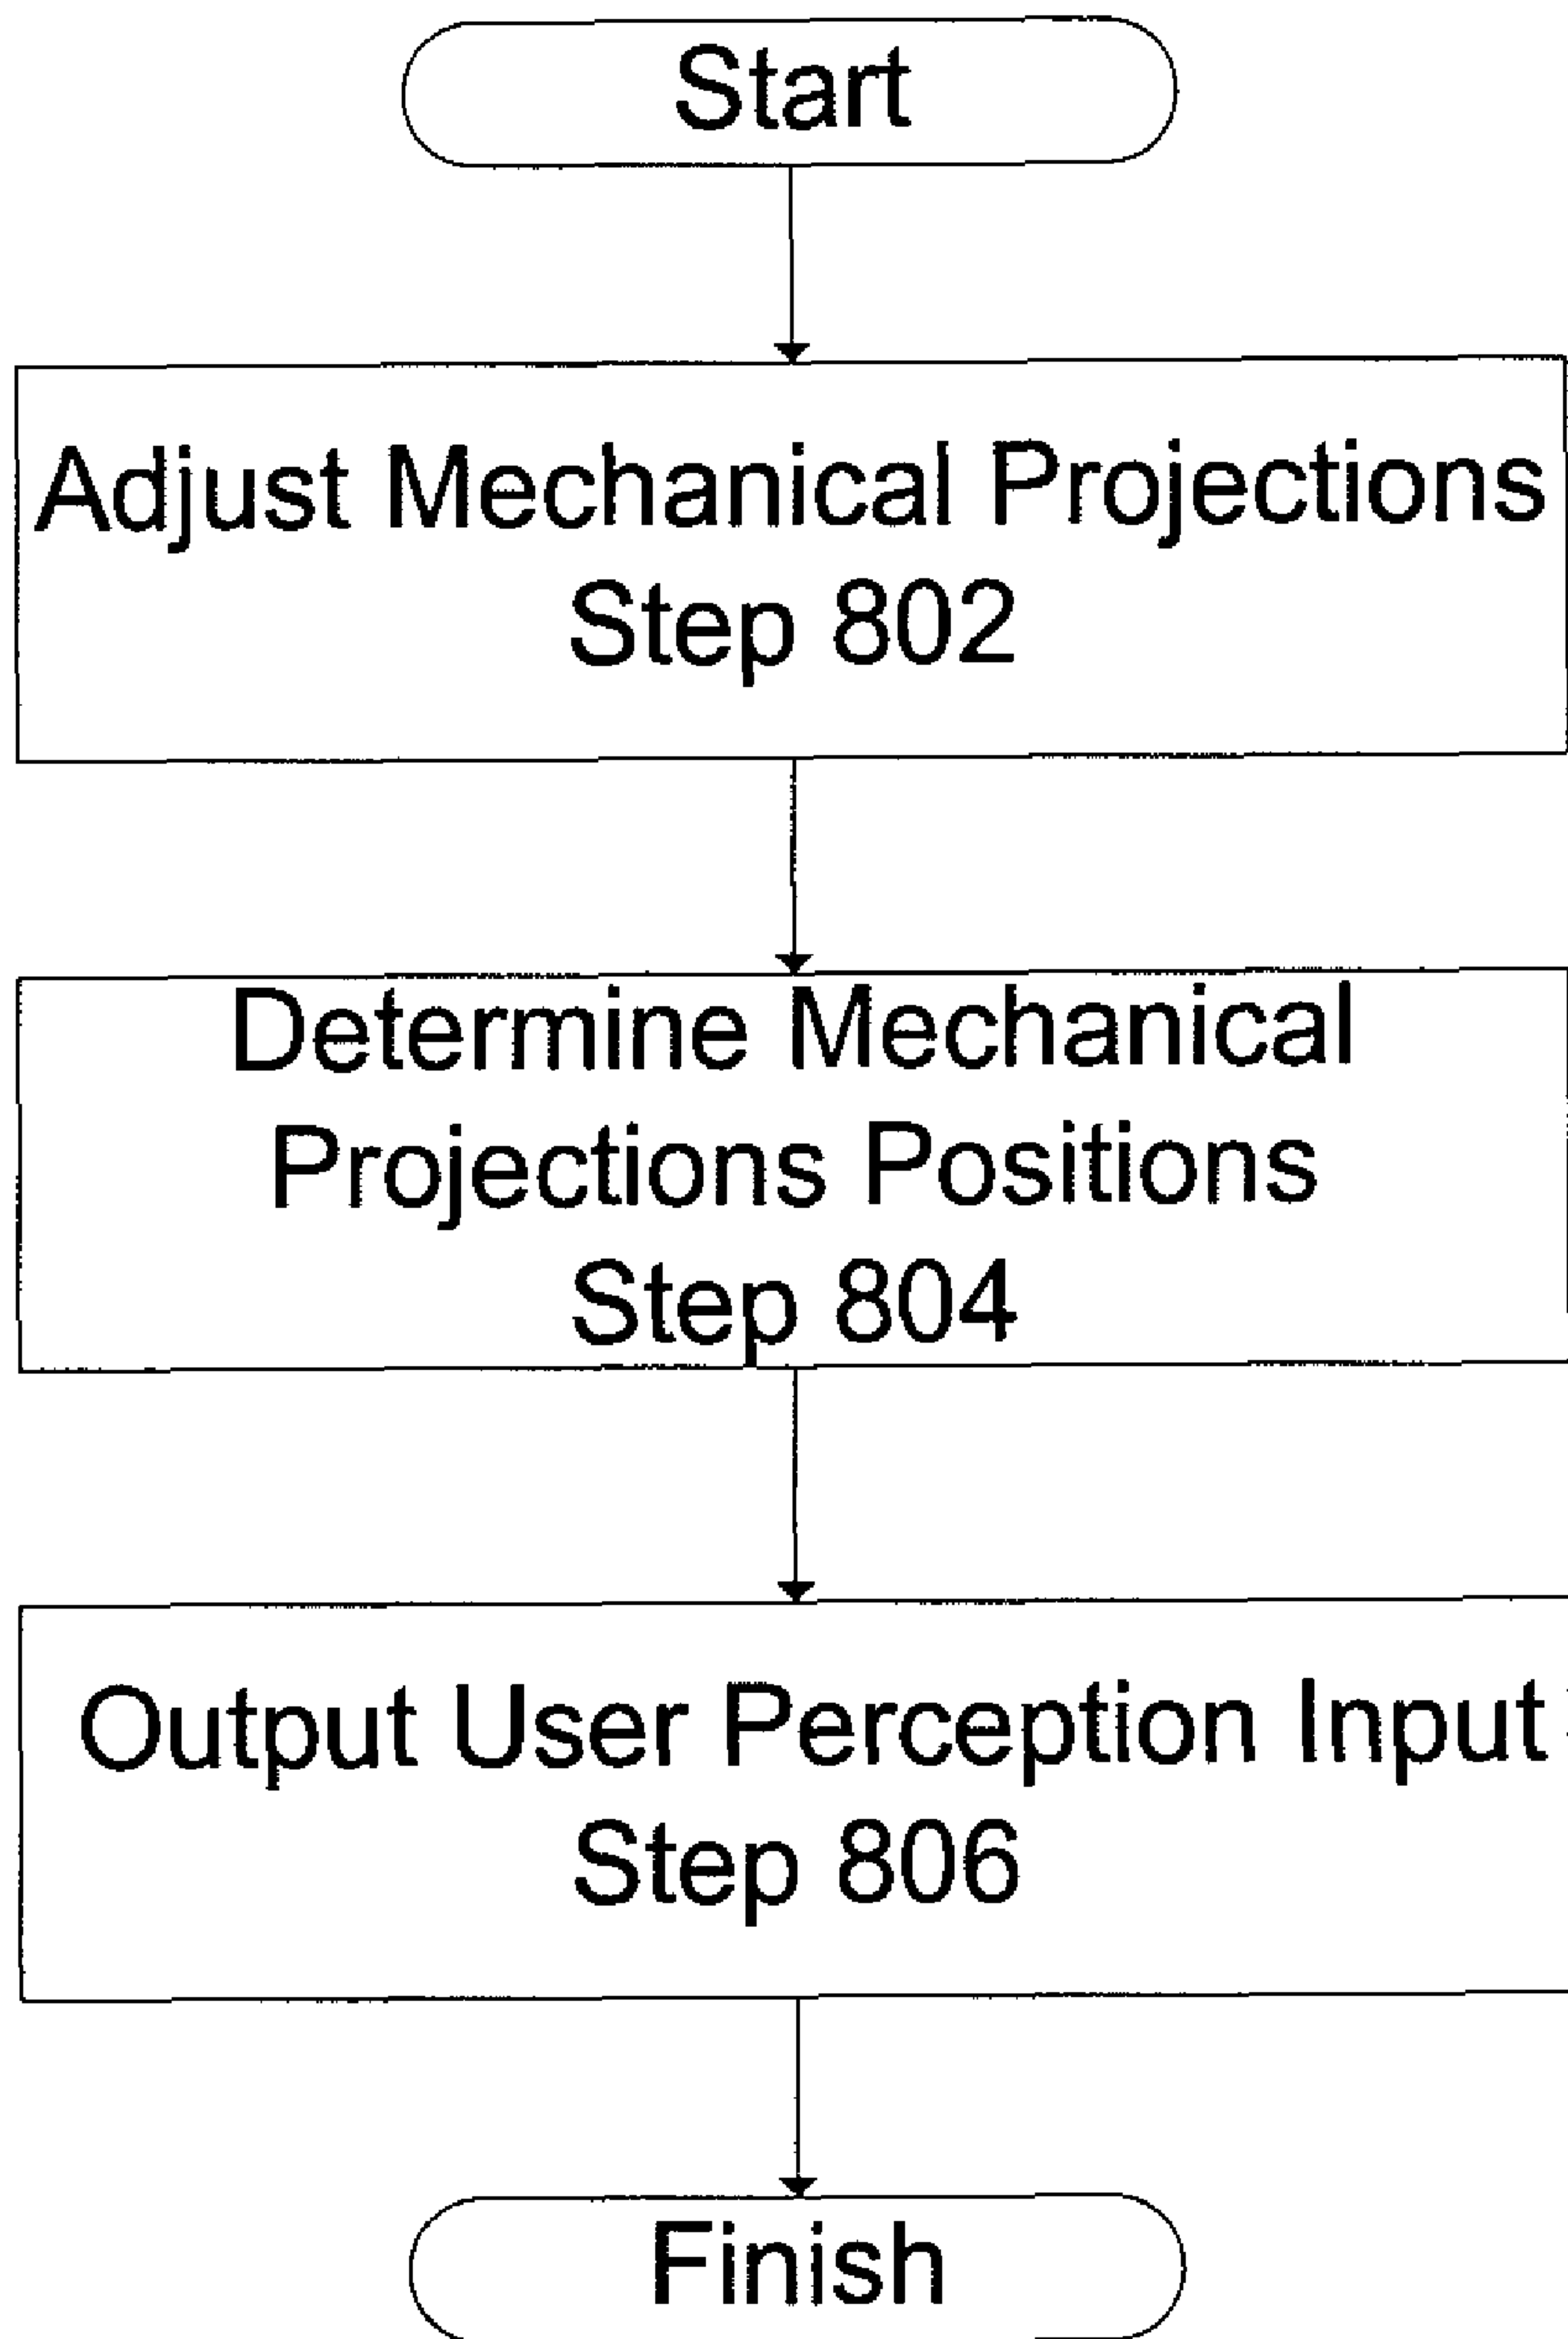 Start
Adjust Mechanical Projections
Step 802
Determine Mechanical
Projections Positions
Step 804
Output User Perception Input
Step 806
Finish